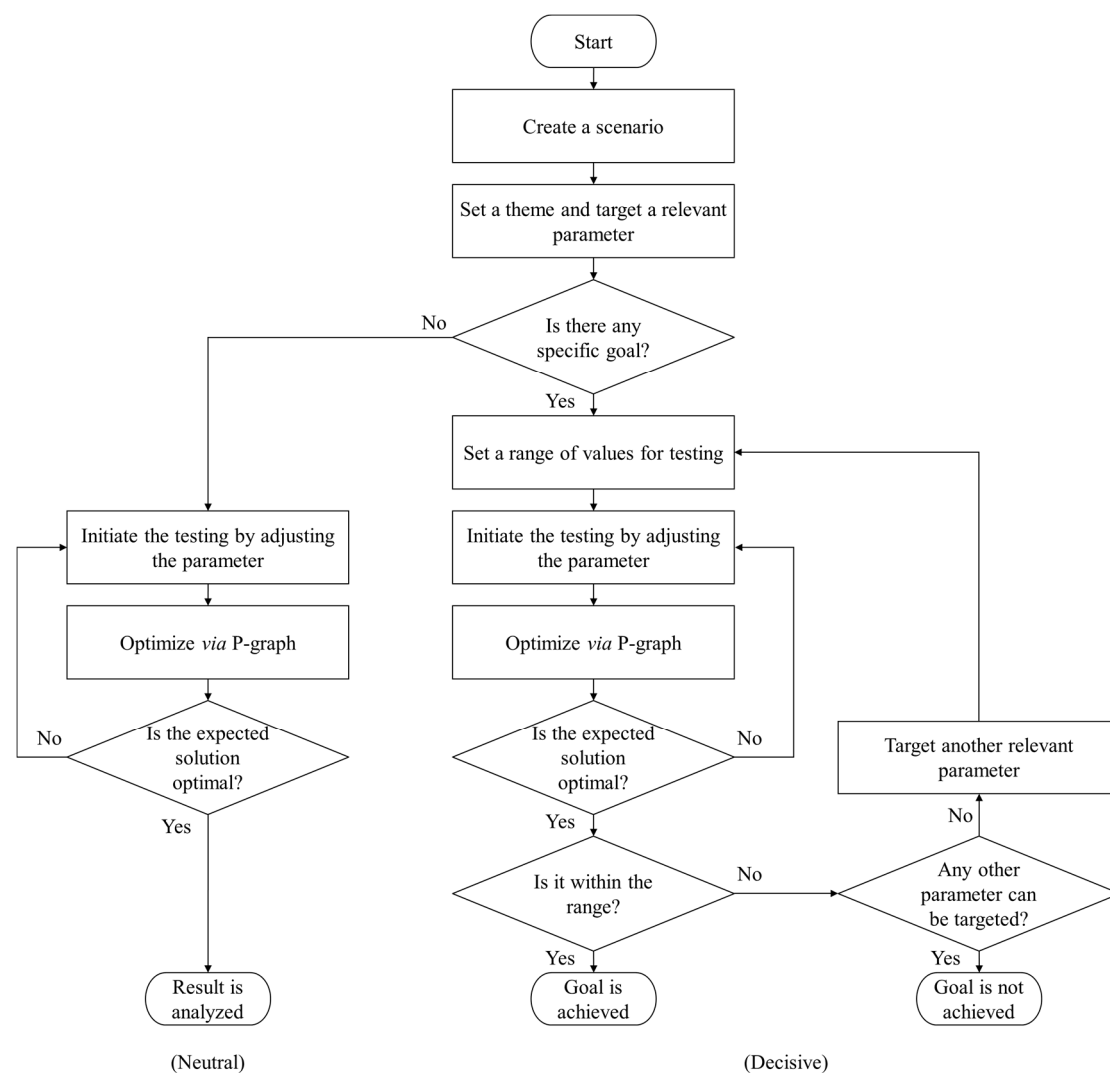 Start
Create a scenario
Set a theme and target a relevant
parameter
Is there any
specific goal?
No
Yes
Set a range of values for testing
Initiate the testing by adjusting
the parameter
Optimize via P-graph
Is the expected
solution
optimal?
No
Yes
Result is
analyzed
(Neutral)
Initiate the testing by adjusting
the parameter
Optimize via P-graph
Is the expected
solution
optimal?
No
Yes
Is it within the
range?
No
Yes
Goal is
achieved
Target another relevant
parameter
No
Any other
parameter can
be targeted?
Yes
Goal is not
achieved
(Decisive)